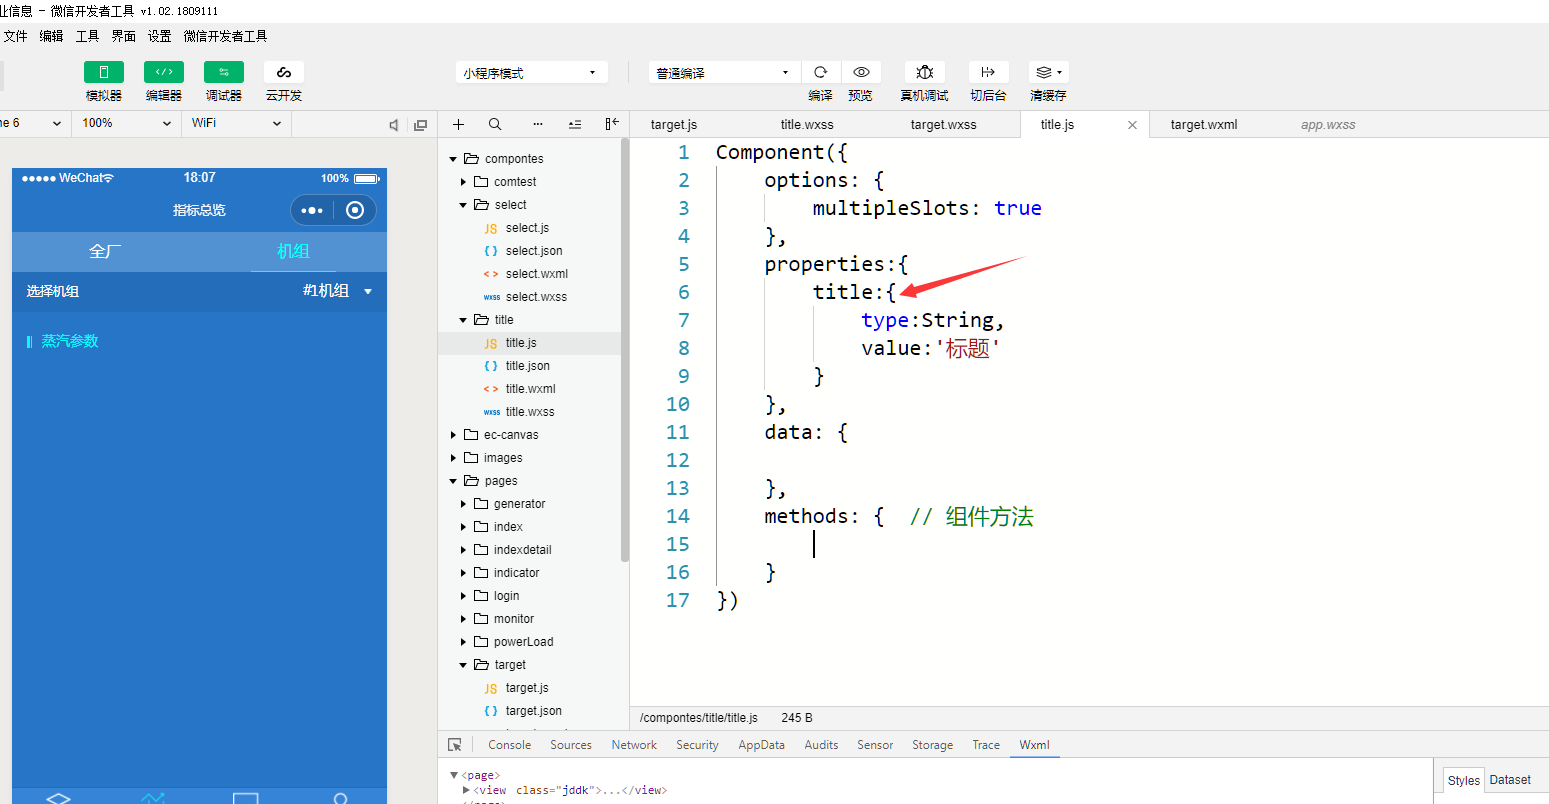 业信息 - 微信开发者工具 v1.02.1809111
文件 编辑 工具 界面 设置 微信开发者工具
模拟器 编辑器 调试器 云开发
小程序模式
普通编译
编译 预览 真机调试 切后台 清缓存
ne 6 100% WiFi
target.js title.wxss target.wxss title.js target.wxml app.wxss
WeChat 18:07 100%
指标总览
全厂 机组
选择机组 #1机组
蒸汽参数
compontes
comtest
select
JS select.js
{ } select.json
< > select.wxml
wxss select.wxss
title
JS title.js
{ } title.json
< > title.wxml
wxss title.wxss
ec-canvas
images
pages
generator
index
indexdetail
indicator
login
monitor
powerLoad
target
JS target.js
{ } target.json
1 Component({
2 options: {
3 multipleSlots: true
4 },
5 properties:{
6 title:{
7 type:String,
8 value:'标题'
9 }
10 },
11 data: {
12
13 },
14 methods: { // 组件方法
15
16 }
17 })
/compontes/title/title.js 245 B
Console Sources Network Security AppData Audits Sensor Storage Trace Wxml
<page>
<view class="jddk">...</view>
Styles Dataset